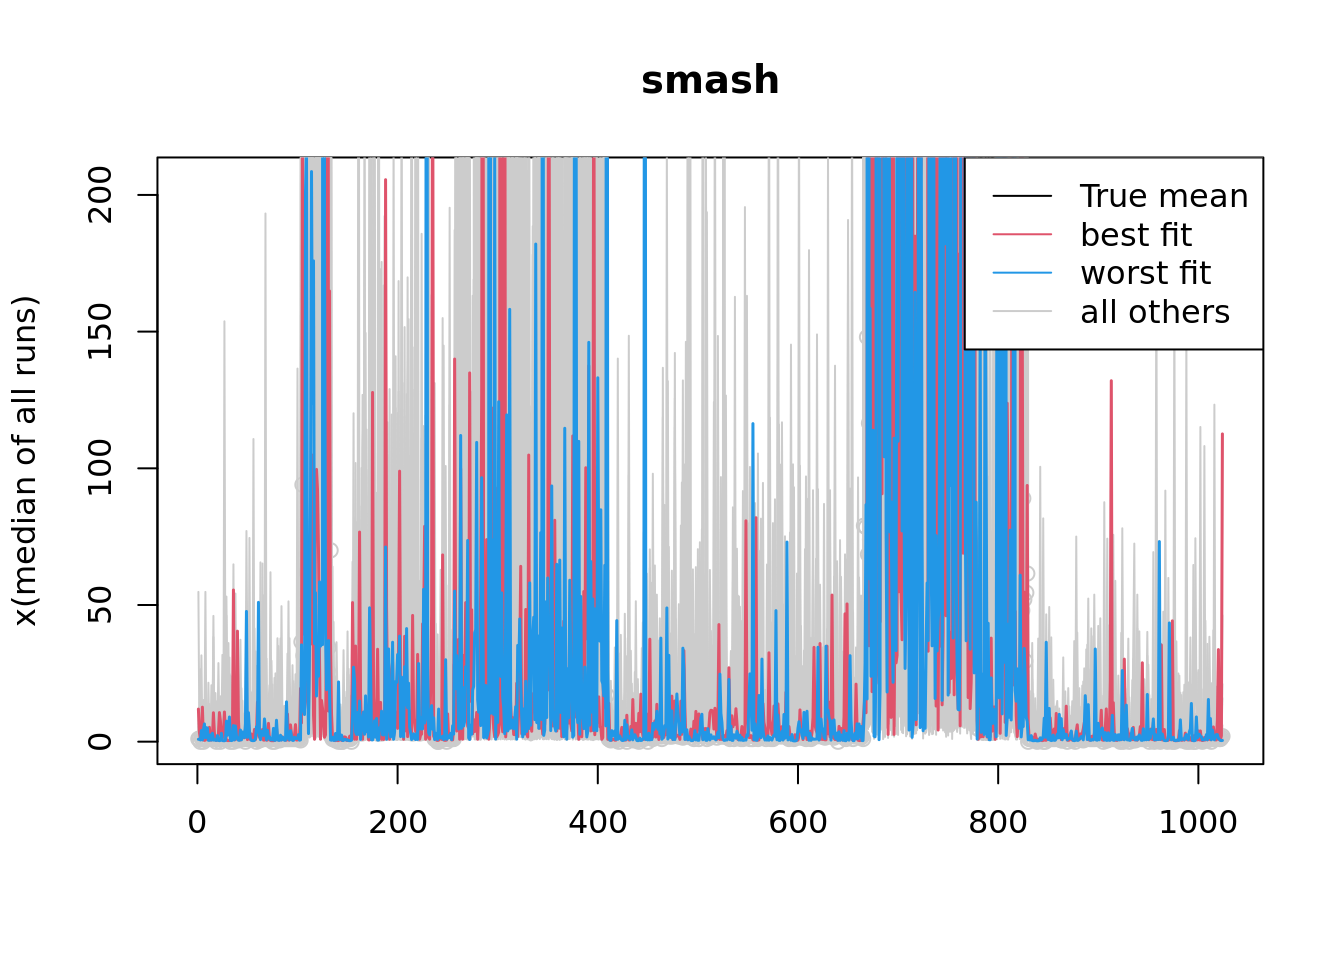 smash
x(median of all runs)
200
150
100
50
0
True mean
best fit
worst fit
all others
0 200 400 600 800 1000